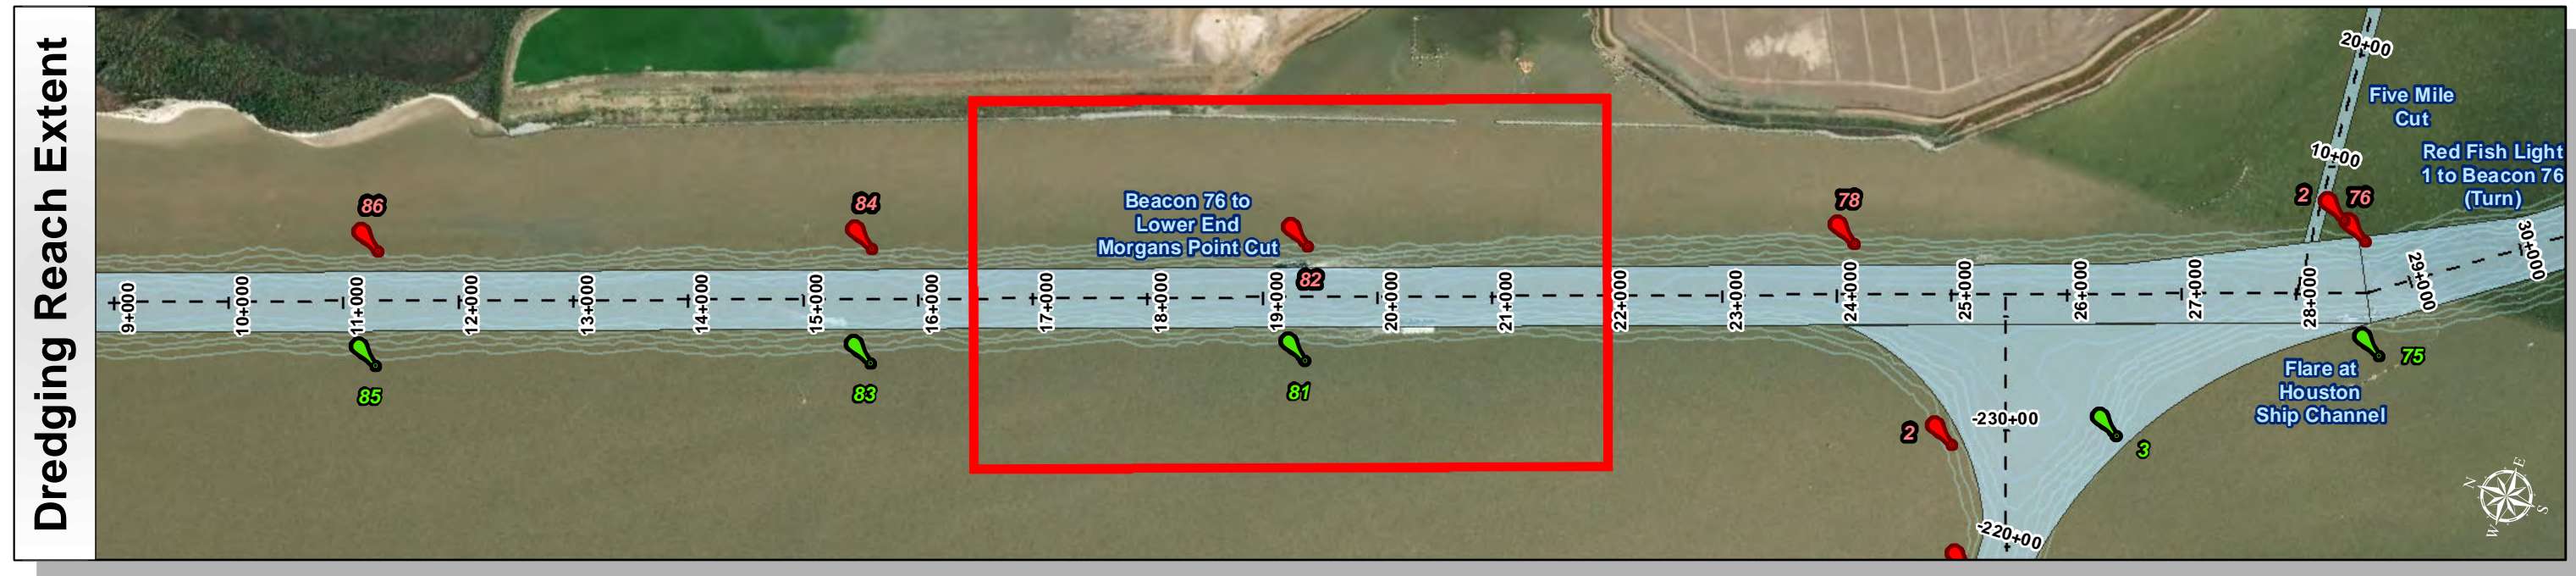 Dredging Reach Extent
20+00
Five Mile
Cut
10+00
Red Fish Light
1 to Beacon 76
(Turn)
86
84
Beacon 76 to
Lower End
Morgans Point Cut
82
78
2
76
9+000
10+000
11+000
12+000
13+000
14+000
15+000
16+000
17+000
18+000
19+000
20+000
21+000
22+000
23+000
24+000
25+000
26+000
27+000
28+000
29+000
30+000
85
83
81
75
Flare at
Houston
Ship Channel
-230+00
2
3
-220+00
N
E
W
S